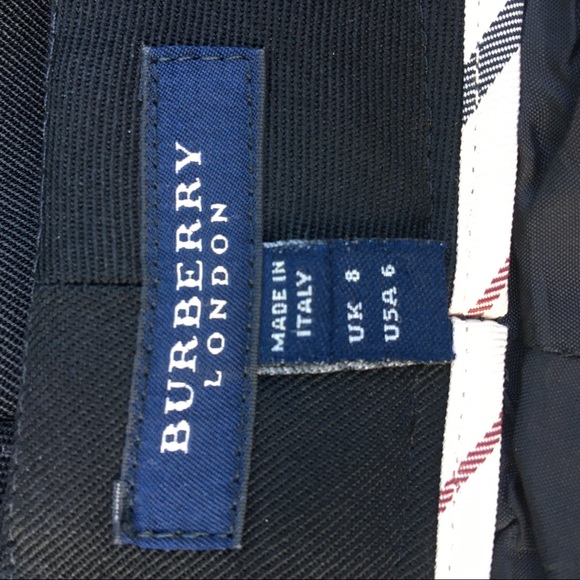 BURBERRY
LONDON
MADE IN
ITALY
UK 8
USA 6